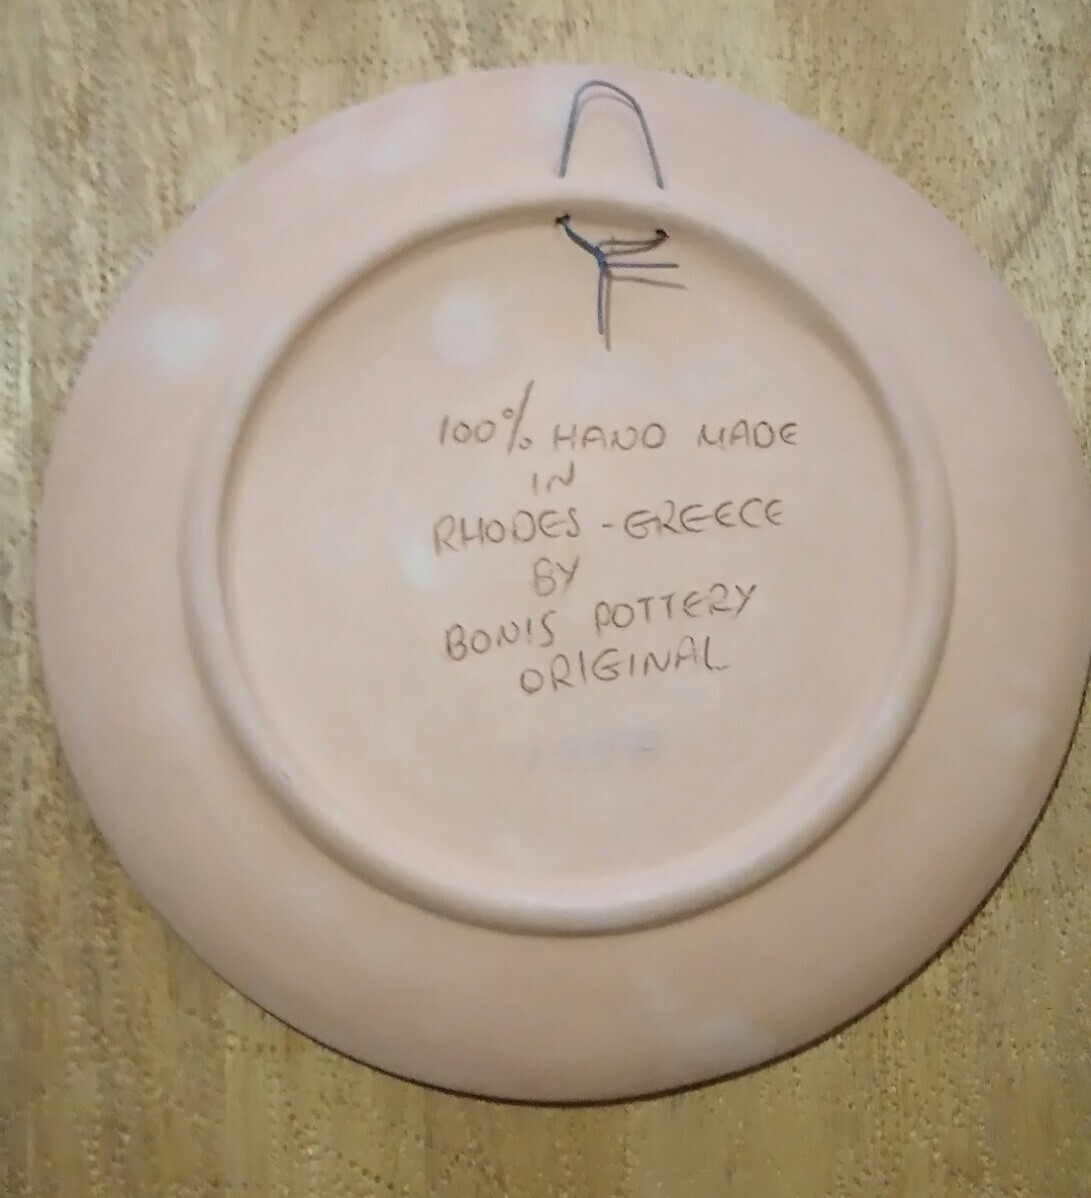 100% HAND MADE
IN
RHODES - GREECE
BY
BONIS POTTERY
ORIGINAL